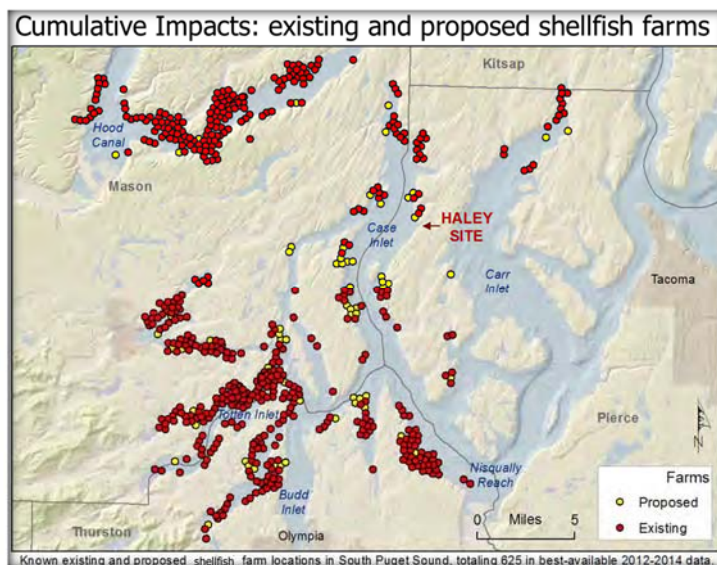 Cumulative Impacts: existing and proposed shellfish farms
Kitsap
Hood
Canal
Mason
HALEY
SITE
Case
Inlet
Carr
Inlet
Tacoma
Totten Inlet
Pierce
N
Nisqually
Reach
Budd
Inlet
Farms
Proposed
Existing
0 Miles 5
Thurston
Olympia
Known existing and proposed shellfish farm locations in South Puget Sound, totaling 625 in best-available 2012-2014 data.